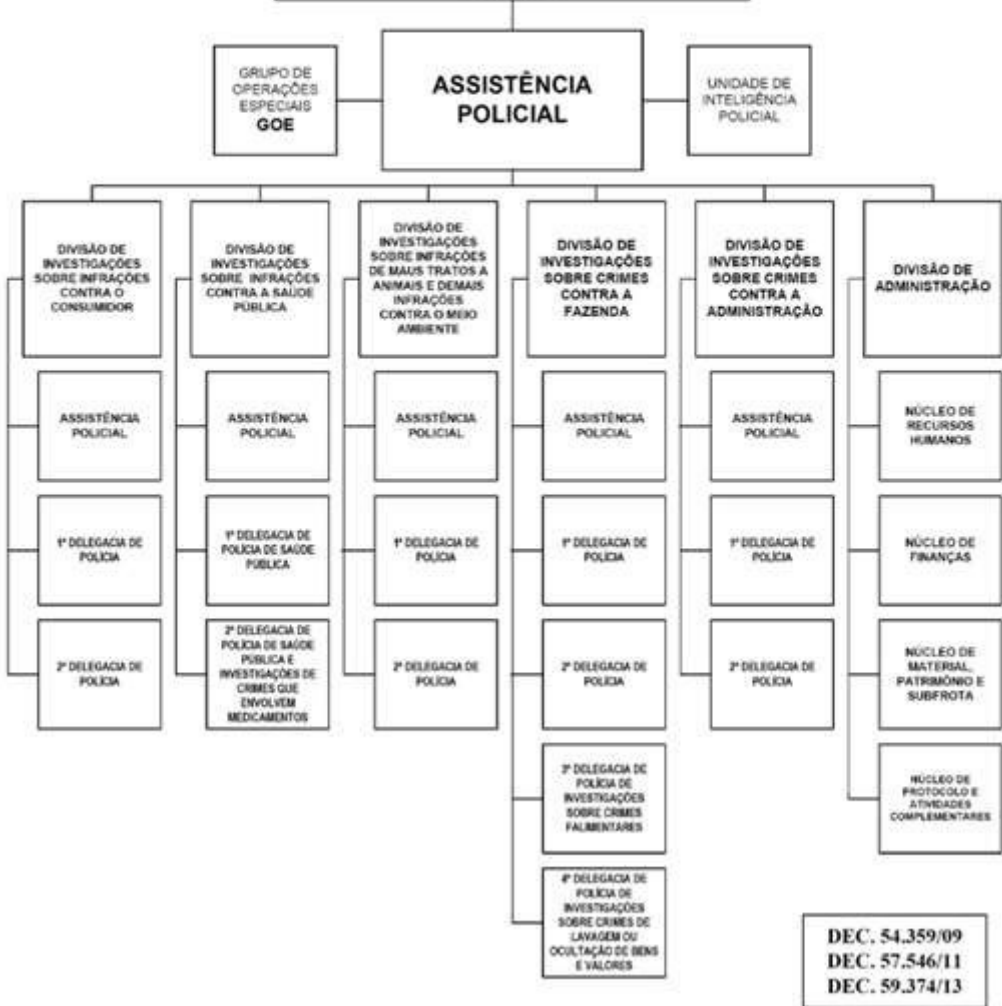 GRUPO DE
OPERAÇÕES
ESPECIAIS
GOE
ASSISTÊNCIA
POLICIAL
UNIDADE DE
INTELIGÊNCIA
POLICIAL
DIVISÃO DE
INVESTIGAÇÕES
SOBRE INFRAÇÕES
CONTRA O
CONSUMIDOR
DIVISÃO DE
INVESTIGAÇÕES
SOBRE INFRAÇÕES
CONTRA A SAÚDE
PÚBLICA
DIVISÃO DE
INVESTIGAÇÕES
SOBRE INFRAÇÕES
DE MAUS TRATOS A
ANIMAIS E DEMAIS
INFRAÇÕES
CONTRA O MEIO
AMBIENTE
DIVISÃO DE
INVESTIGAÇÕES
SOBRE CRIMES
CONTRA A
FAZENDA
DIVISÃO DE
INVESTIGAÇÕES
SOBRE CRIMES
CONTRA A
ADMINISTRAÇÃO
DIVISÃO DE
ADMINISTRAÇÃO
ASSISTÊNCIA
POLICIAL
ASSISTÊNCIA
POLICIAL
ASSISTÊNCIA
POLICIAL
ASSISTÊNCIA
POLICIAL
ASSISTÊNCIA
POLICIAL
NÚCLEO DE
RECURSOS
HUMANOS
1ª DELEGACIA DE
POLÍCIA
1ª DELEGACIA DE
POLÍCIA DE SAÚDE
PÚBLICA
1ª DELEGACIA DE
POLÍCIA
1ª DELEGACIA DE
POLÍCIA
1ª DELEGACIA DE
POLÍCIA
NÚCLEO DE
FINANÇAS
2ª DELEGACIA DE
POLÍCIA
2ª DELEGACIA DE
POLÍCIA DE SAÚDE
PÚBLICA E
INVESTIGAÇÕES DE
CRIMES QUE
ENVOLVEM
MEDICAMENTOS
2ª DELEGACIA DE
POLÍCIA
2ª DELEGACIA DE
POLÍCIA
2ª DELEGACIA DE
POLÍCIA
NÚCLEO DE
MATERIAL,
PATRIMÔNIO E
SUBFROTA
3ª DELEGACIA DE
POLÍCIA DE
INVESTIGAÇÕES
SOBRE CRIMES
FALIMENTARES
NÚCLEO DE
PROTOCOLO E
ATIVIDADES
COMPLEMENTARES
4ª DELEGACIA DE
POLÍCIA DE
INVESTIGAÇÕES
SOBRE CRIMES DE
LAVAGEM OU
OCULTAÇÃO DE BENS
E VALORES
DEC. 54.359/09
DEC. 57.546/11
DEC. 59.374/13